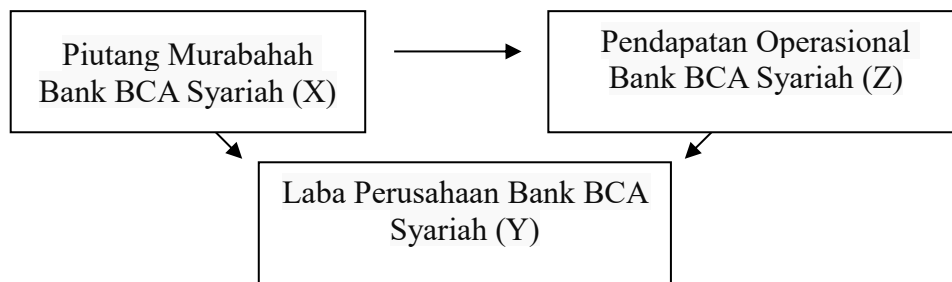 Piutang Murabahah
Bank BCA Syariah (X)
Pendapatan Operasional
Bank BCA Syariah (Z)
Laba Perusahaan Bank BCA
Syariah (Y)